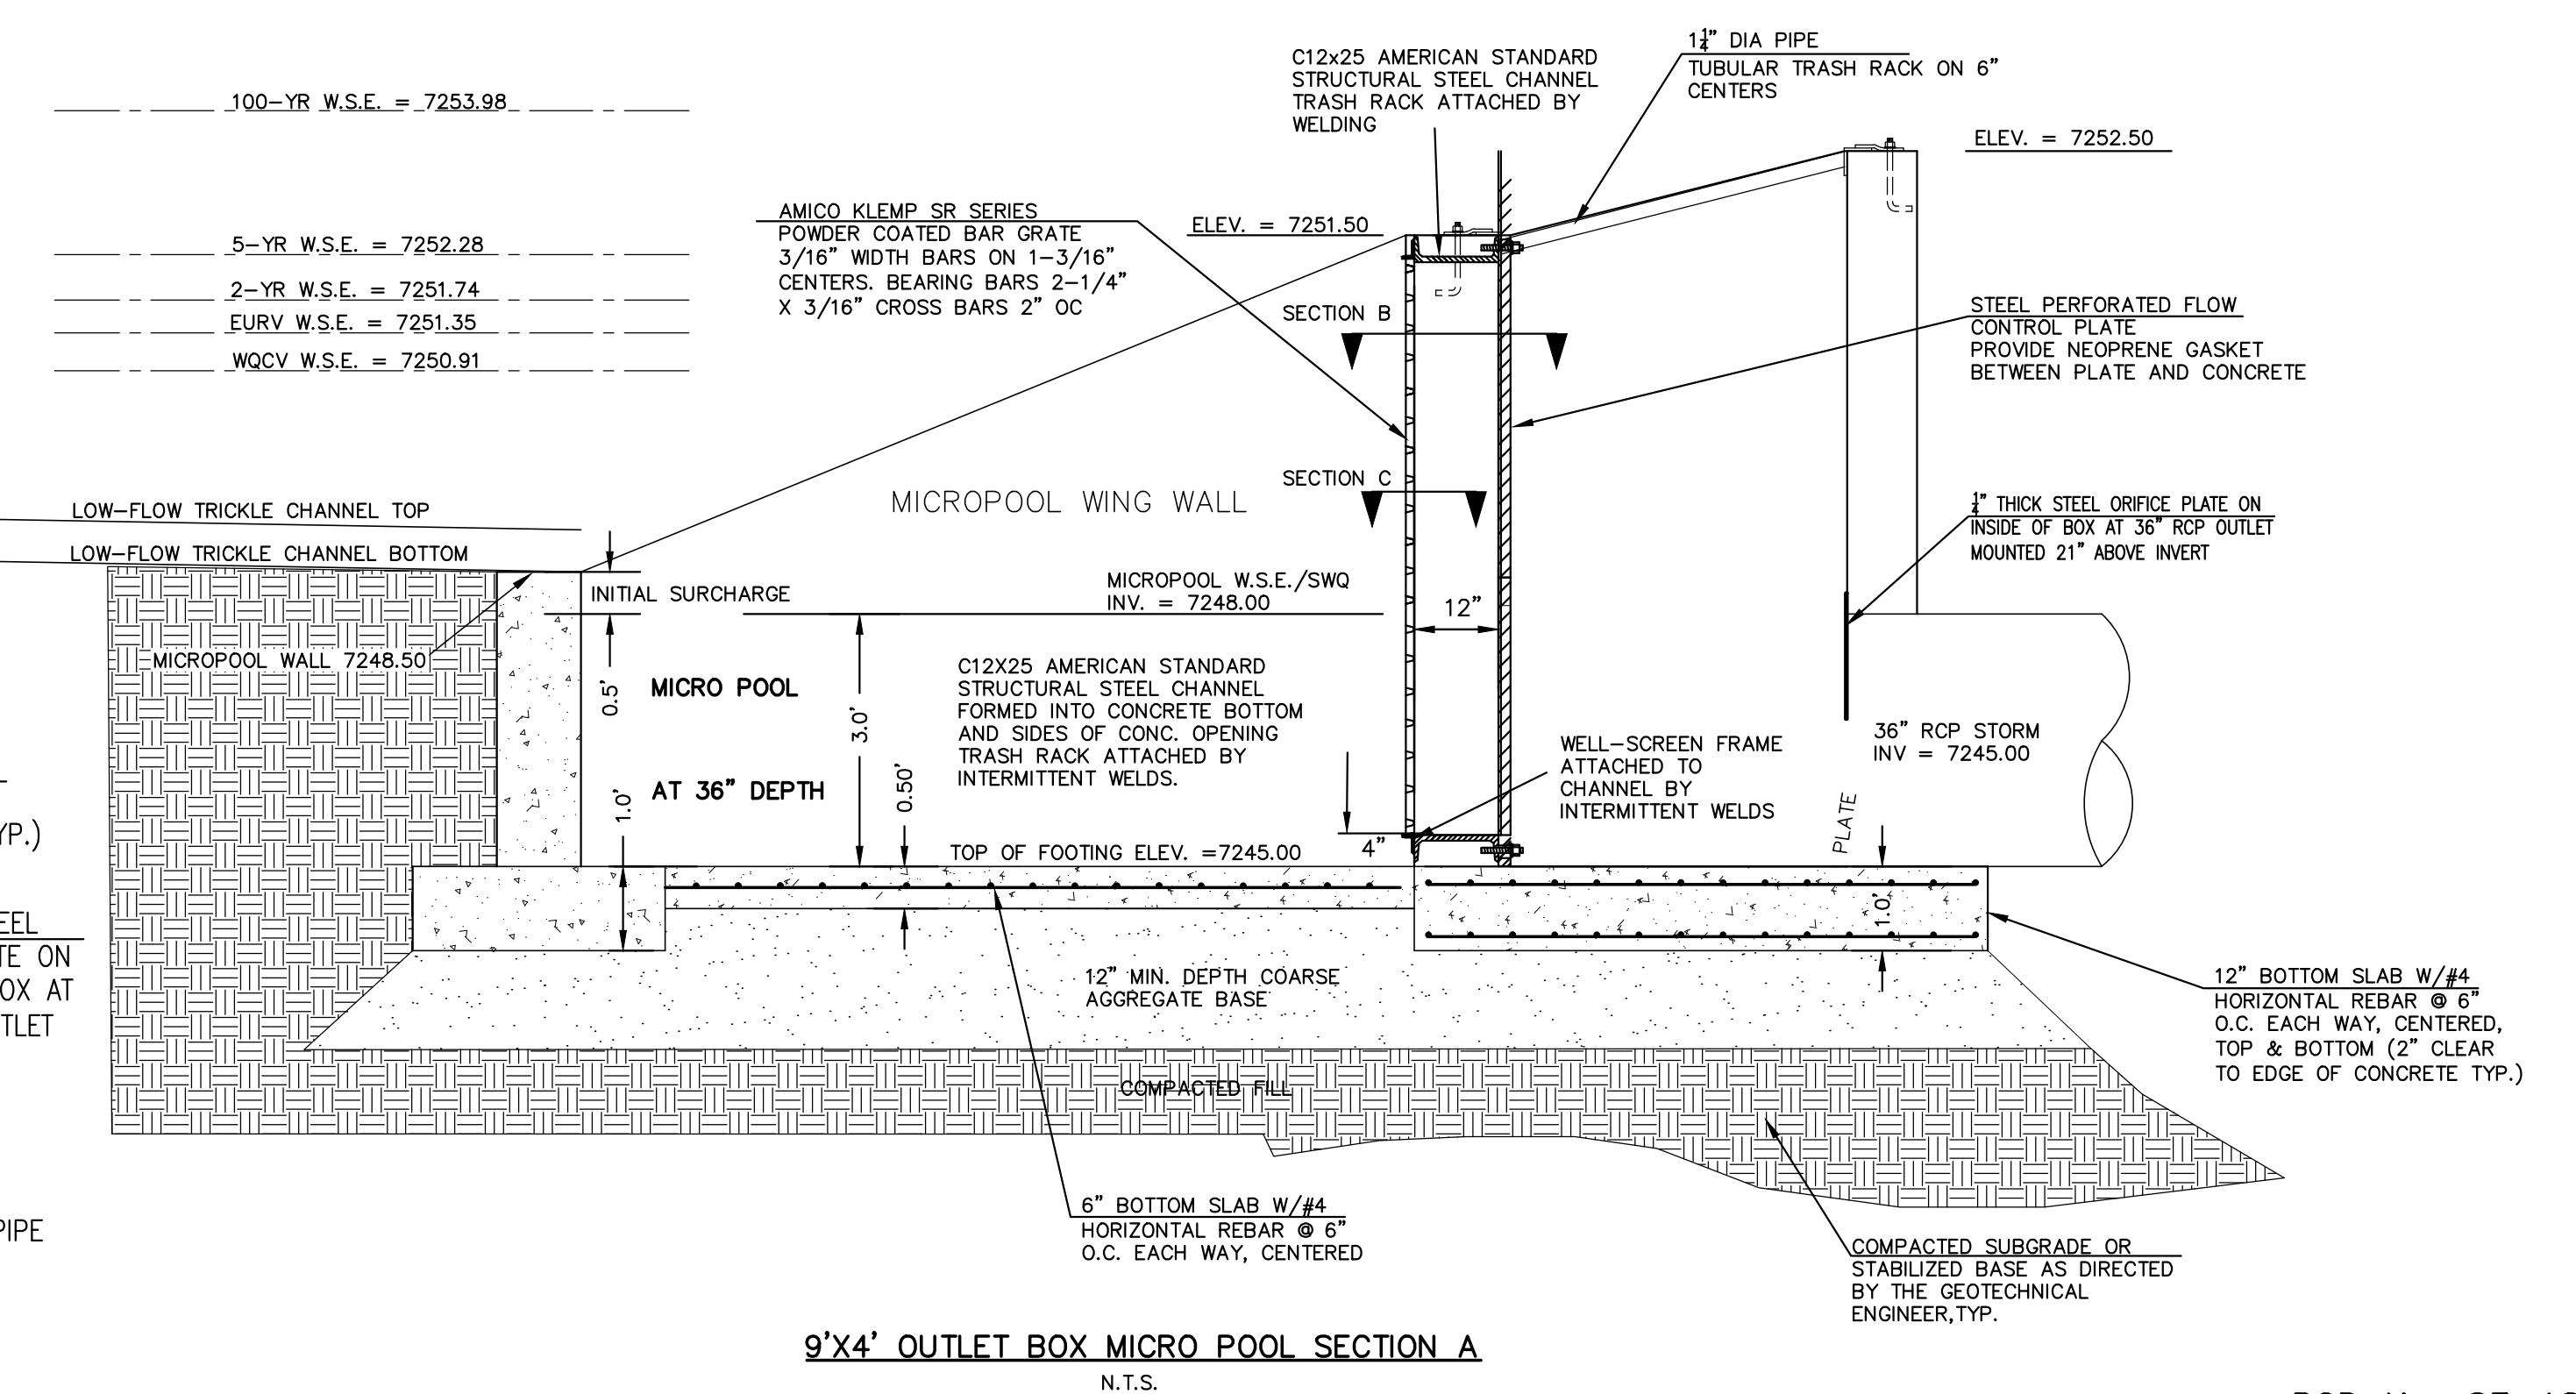 100-YR W.S.E. = 7253.98
5-YR W.S.E. = 7252.28
2-YR W.S.E. = 7251.74
EURV W.S.E. = 7251.35
WQCV W.S.E. = 7250.91
C12x25 AMERICAN STANDARD
STRUCTURAL STEEL CHANNEL
TRASH RACK ATTACHED BY
WELDING
1¼" DIA PIPE
TUBULAR TRASH RACK ON 6"
CENTERS
ELEV. = 7252.50
AMICO KLEMP SR SERIES
POWDER COATED BAR GRATE
3/16" WIDTH BARS ON 1-3/16"
CENTERS. BEARING BARS 2-1/4"
X 3/16" CROSS BARS 2" OC
ELEV. = 7251.50
SECTION B
STEEL PERFORATED FLOW
CONTROL PLATE
PROVIDE NEOPRENE GASKET
BETWEEN PLATE AND CONCRETE
SECTION C
MICROPOOL WING WALL
¼" THICK STEEL ORIFICE PLATE ON
INSIDE OF BOX AT 36" RCP OUTLET
MOUNTED 21" ABOVE INVERT
LOW-FLOW TRICKLE CHANNEL TOP
LOW-FLOW TRICKLE CHANNEL BOTTOM
INITIAL SURCHARGE
MICROPOOL W.S.E./SWQ
INV. = 7248.00
12"
MICROPOOL WALL 7248.50
0.5'
MICRO POOL
AT 36" DEPTH
3.0'
1.0'
0.50'
C12X25 AMERICAN STANDARD
STRUCTURAL STEEL CHANNEL
FORMED INTO CONCRETE BOTTOM
AND SIDES OF CONC. OPENING
TRASH RACK ATTACHED BY
INTERMITTENT WELDS.
WELL-SCREEN FRAME
ATTACHED TO
CHANNEL BY
INTERMITTENT WELDS
36" RCP STORM
INV = 7245.00
PLATE
4"
TOP OF FOOTING ELEV. =7245.00
YP.)
EEL
TE ON
OX AT
TLET
PIPE
1.0'
12" MIN. DEPTH COARSE
AGGREGATE BASE
COMPACTED FILL
12" BOTTOM SLAB W/#4
HORIZONTAL REBAR @ 6"
O.C. EACH WAY, CENTERED,
TOP & BOTTOM (2" CLEAR
TO EDGE OF CONCRETE TYP.)
6" BOTTOM SLAB W/#4
HORIZONTAL REBAR @ 6"
O.C. EACH WAY, CENTERED
COMPACTED SUBGRADE OR
STABILIZED BASE AS DIRECTED
BY THE GEOTECHNICAL
ENGINEER,TYP.
9'X4' OUTLET BOX MICRO POOL SECTION A
N.T.S.